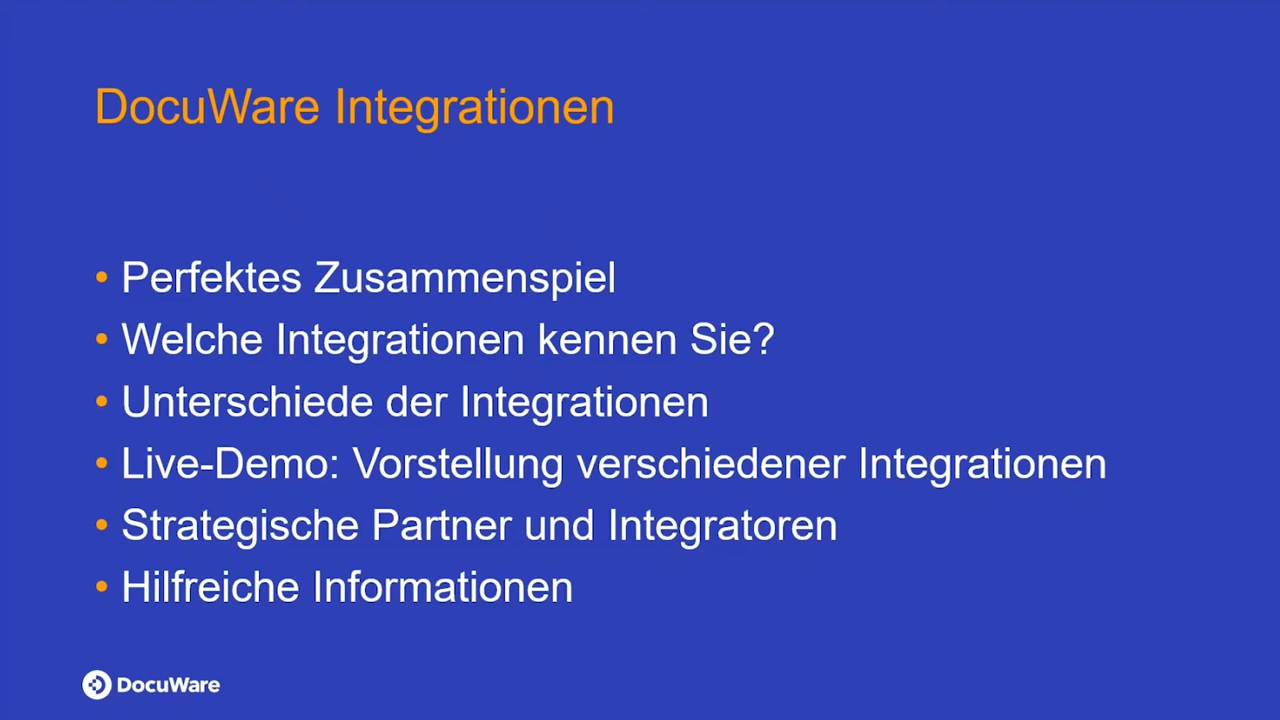 DocuWare Integrationen
• Perfektes Zusammenspiel
• Welche Integrationen kennen Sie?
• Unterschiede der Integrationen
• Live-Demo: Vorstellung verschiedener Integrationen
• Strategische Partner und Integratoren
• Hilfreiche Informationen
DocuWare